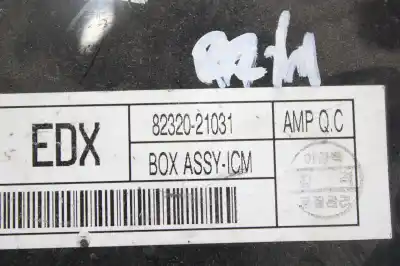 EDX
82320-21031
AMP Q.C
BOX ASSY-ICM